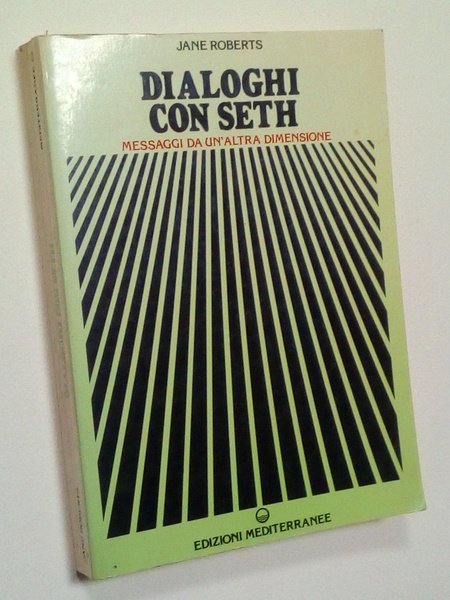 JANE ROBERTS
DIALOGHI
CON SETH
MESSAGGI DA UN'ALTRA DIMENSIONE
EDIZIONI MEDITERRANEE